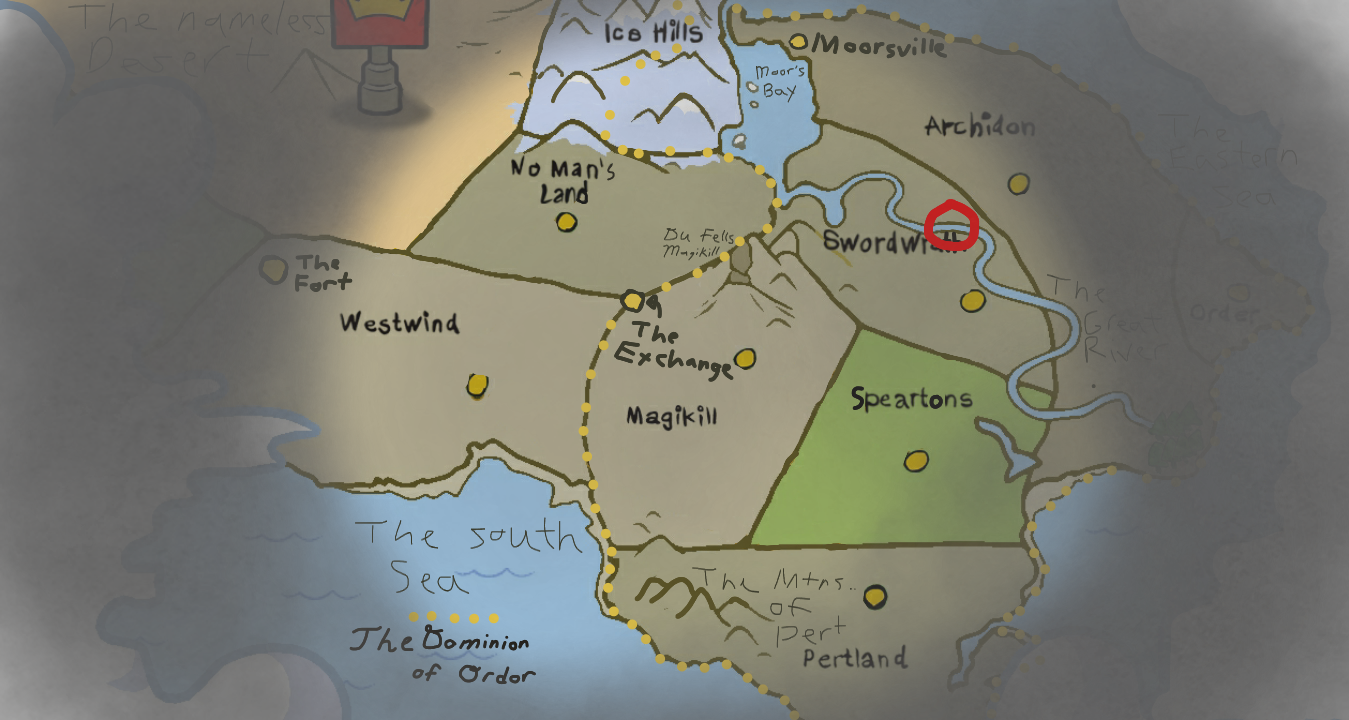 The nameless
Desert
Ice Hills
Moorsville
Moor's
Bay
Archidon
The
Eastern
Sea
No Man's
Land
Du Fells
Magikill
The
Fort
Westwind
The
Exchange
The
Great
River
Order
Speartons
Magikill
The south
Sea
The Dominion
of Ordor
The Mtns..
of
Pert
Pertland